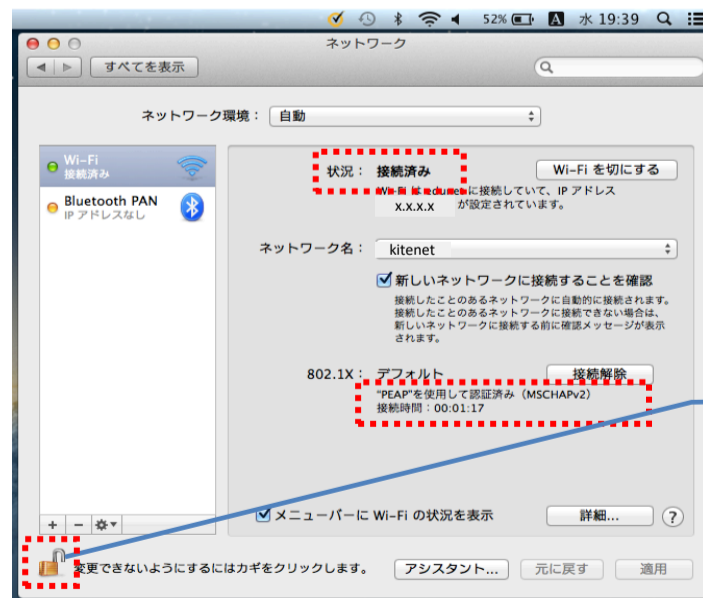 52% A 水 19:39
ネットワーク
すべてを表示
ネットワーク環境： 自動
Wi-Fi
接続済み
Bluetooth PAN
IP アドレスなし
状況： 接続済み Wi-Fi を切にする
Wi-Fi は に接続していて、IP アドレス
x.x.x.x が設定されています。
ネットワーク名： kitenet
新しいネットワークに接続することを確認
接続したことのあるネットワークに自動的に接続されます。
接続したことのあるネットワークに接続できない場合は、
新しいネットワークに接続する前に確認メッセージが表示
されます。
802.1X： デフォルト 接続解除
"PEAP"を使用して認証済み（MSCHAPv2）
接続時間：00:01:17
+ −
メニューバーに Wi-Fi の状況を表示 詳細... ?
変更できないようにするにはカギをクリックします。 アシスタント... 元に戻す 適用